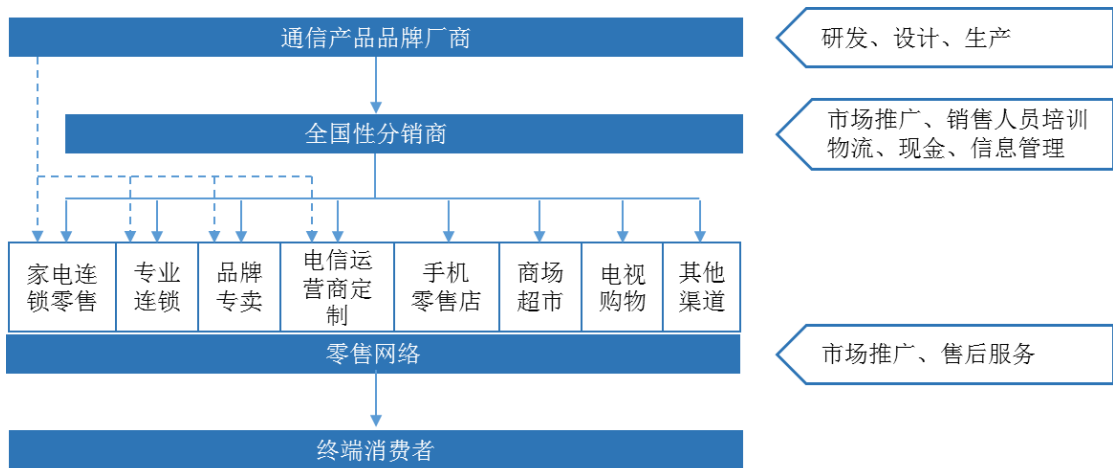 通信产品品牌厂商
研发、设计、生产
全国性分销商
市场推广、销售人员培训
物流、现金、信息管理
家电连
锁零售
专业
连锁
品牌
专卖
电信运
营商定
制
手机
零售店
商场
超市
电视
购物
其他
渠道
零售网络
市场推广、售后服务
终端消费者